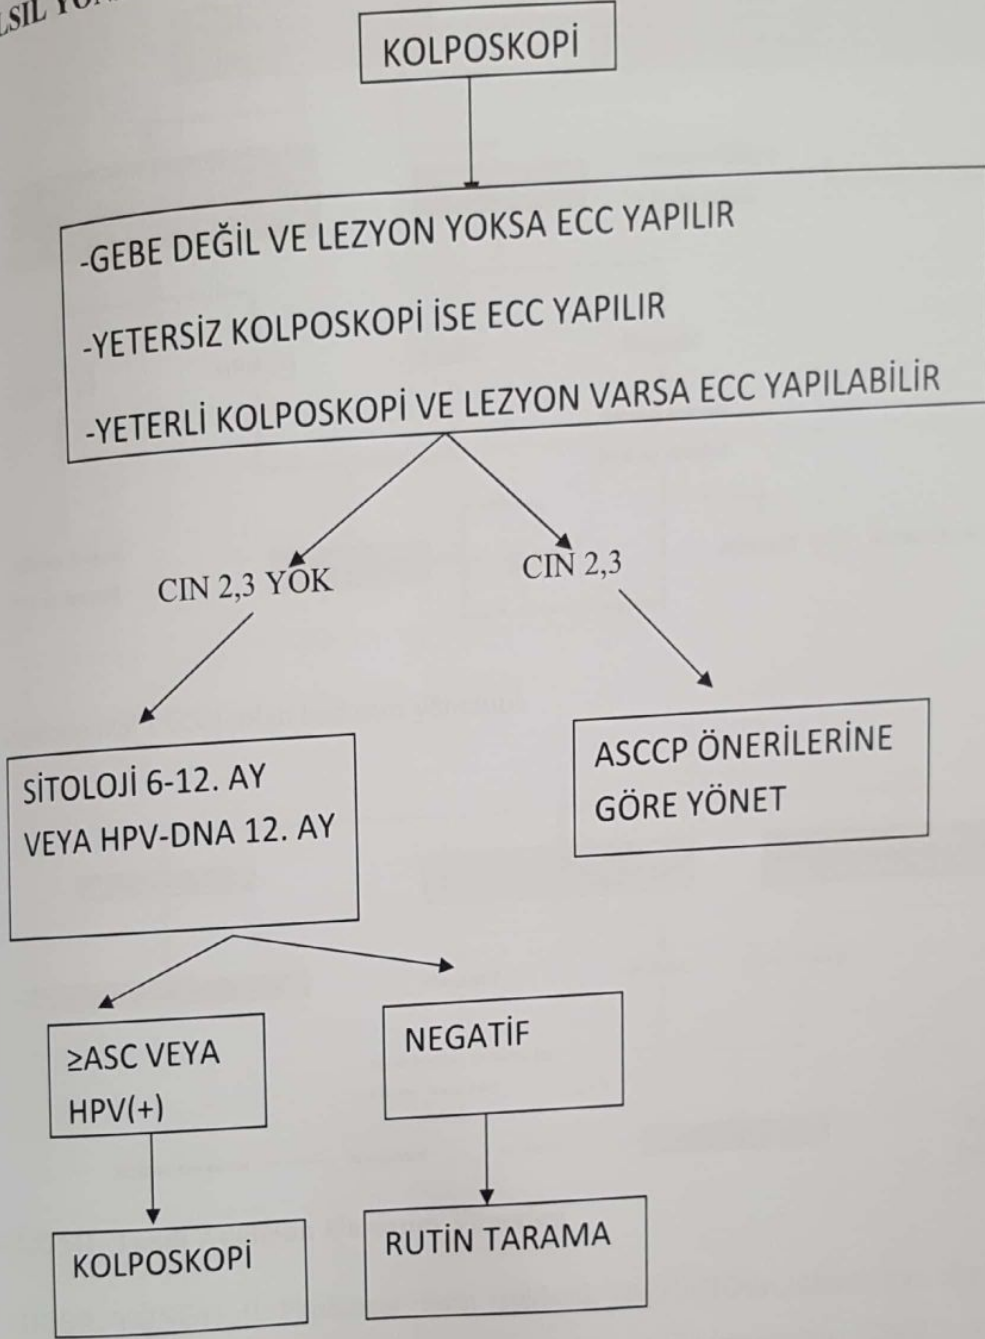 LSIL
KOLPOSKOPİ
-GEBE DEĞİL VE LEZYON YOKSA ECC YAPILIR
-YETERSİZ KOLPOSKOPİ İSE ECC YAPILIR
-YETERLİ KOLPOSKOPİ VE LEZYON VARSA ECC YAPILABİLİR
CIN 2,3 YOK
CIN 2,3
SİTOLOJİ 6-12. AY
VEYA HPV-DNA 12. AY
ASCCP ÖNERİLERİNE
GÖRE YÖNET
≥ASC VEYA
HPV(+)
NEGATİF
KOLPOSKOPİ
RUTİN TARAMA